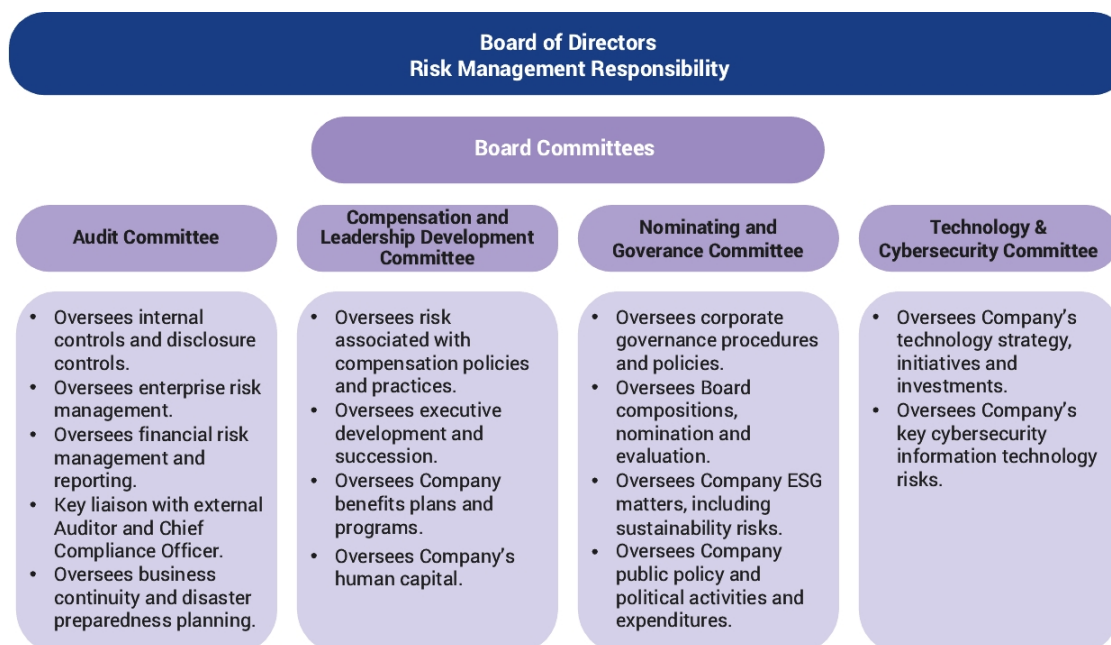 Board of Directors
Risk Management Responsibility
Board Committees
Audit Committee
• Oversees internal
controls and disclosure
controls.
• Oversees enterprise risk
management.
• Oversees financial risk
management and
reporting.
• Key liaison with external
Auditor and Chief
Compliance Officer.
• Oversees business
continuity and disaster
preparedness planning.
Compensation and
Leadership Development
Committee
• Oversees risk
associated with
compensation policies
and practices.
• Oversees executive
development and
succession.
• Oversees Company
benefits plans and
programs.
• Oversees Company’s
human capital.
Nominating and
Goverance Committee
• Oversees corporate
governance procedures
and policies.
• Oversees Board
compositions,
nomination and
evaluation.
• Oversees Company ESG
matters, including
sustainability risks.
• Oversees Company
public policy and
political activities and
expenditures.
Technology &
Cybersecurity Committee
• Oversees Company’s
technology strategy,
initiatives and
investments.
• Oversees Company’s
key cybersecurity
information technology
risks.